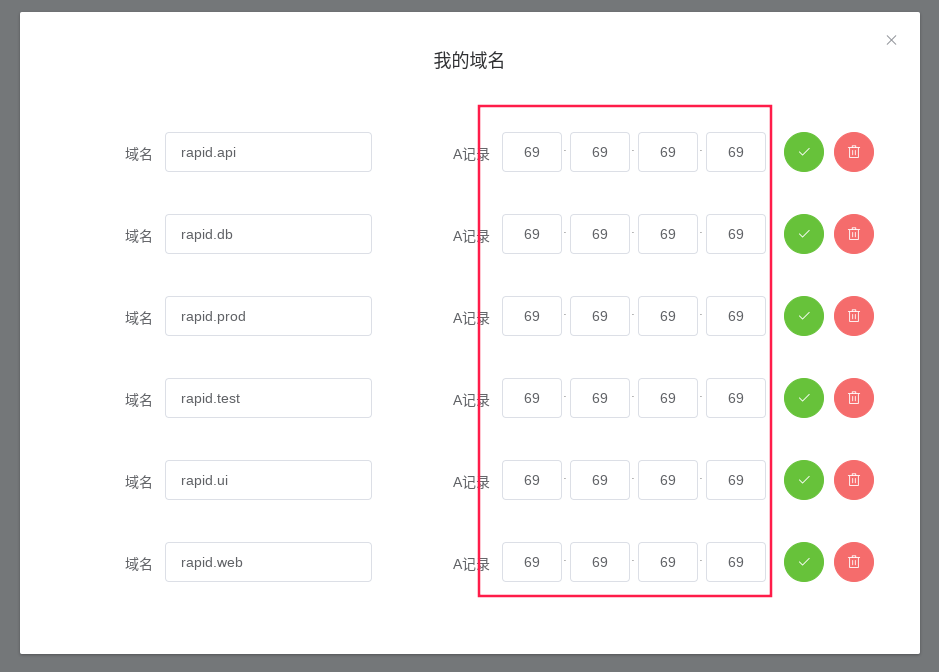 我的域名
域名 rapid.api A记录 69 . 69 . 69 . 69
域名 rapid.db A记录 69 . 69 . 69 . 69
域名 rapid.prod A记录 69 . 69 . 69 . 69
域名 rapid.test A记录 69 . 69 . 69 . 69
域名 rapid.ui A记录 69 . 69 . 69 . 69
域名 rapid.web A记录 69 . 69 . 69 . 69